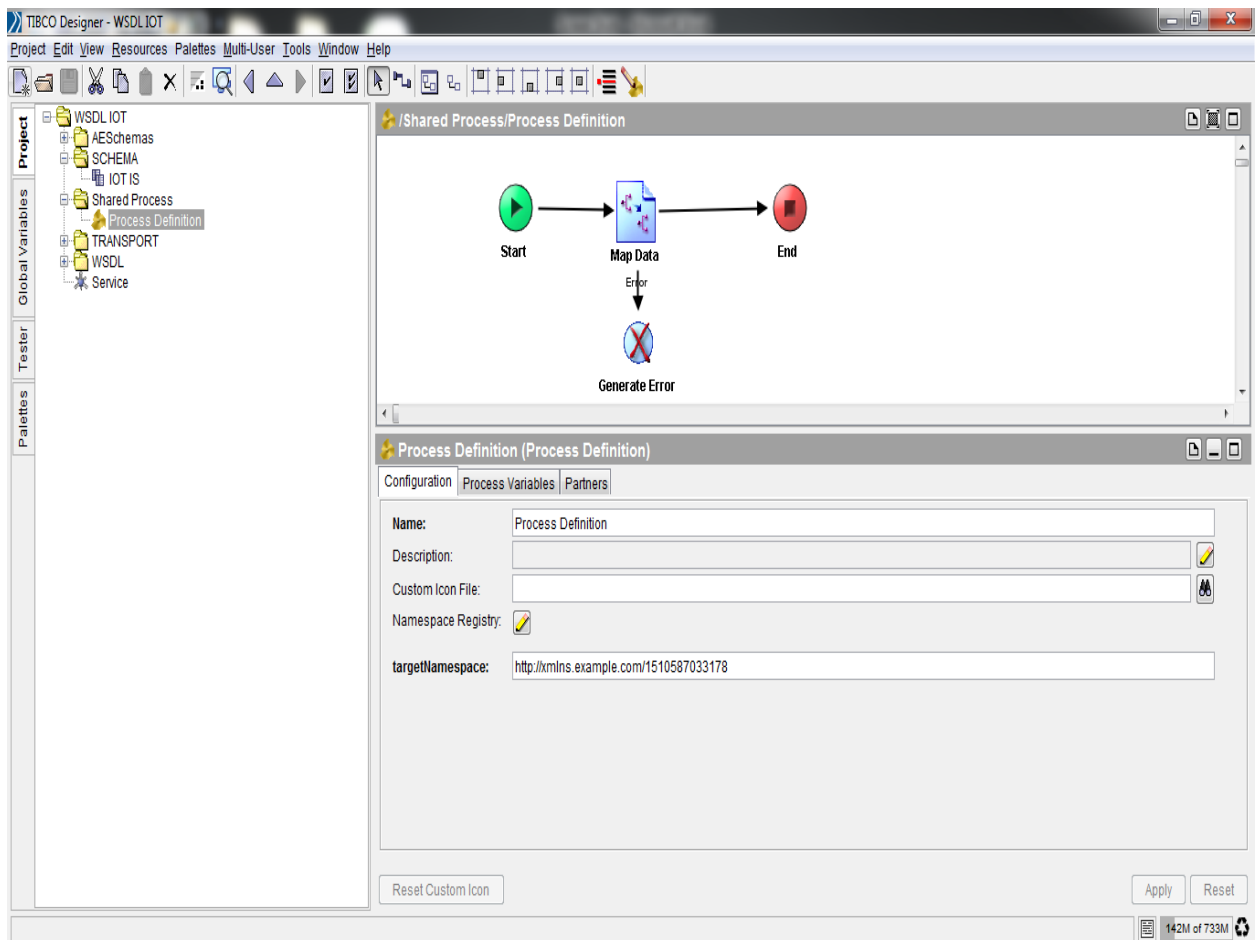 TIBCO Designer - WSDL IOT
Project Edit View Resources Palettes Multi-User Tools Window Help
Project
Global Variables
Tester
Palettes
WSDL IOT
AESchemas
SCHEMA
IOT IS
Shared Process
Process Definition
TRANSPORT
WSDL
Service
/Shared Process/Process Definition
Start
Map Data
End
Error
Generate Error
Process Definition (Process Definition)
Configuration Process Variables Partners
Name: Process Definition
Description:
Custom Icon File:
Namespace Registry:
targetNamespace: http://xmlns.example.com/1510587033178
Reset Custom Icon Apply Reset
142M of 733M